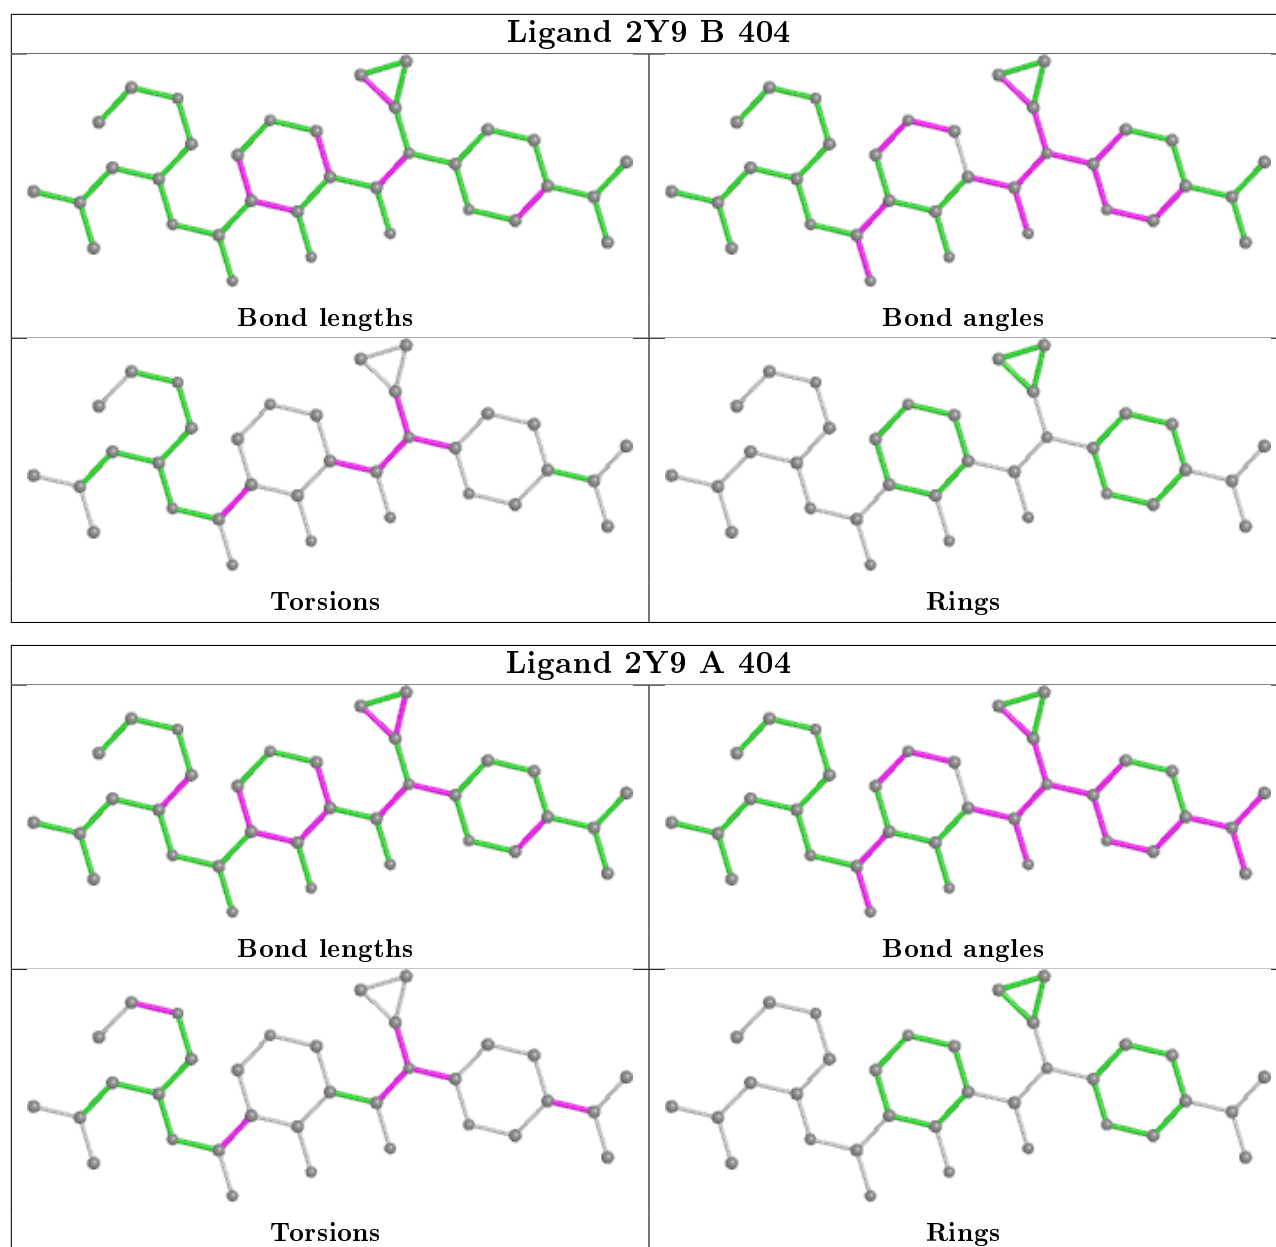 Ligand 2Y9 B 404
Bond lengths
Bond angles
Torsions
Rings
Ligand 2Y9 A 404
Bond lengths
Bond angles
Torsions
Rings